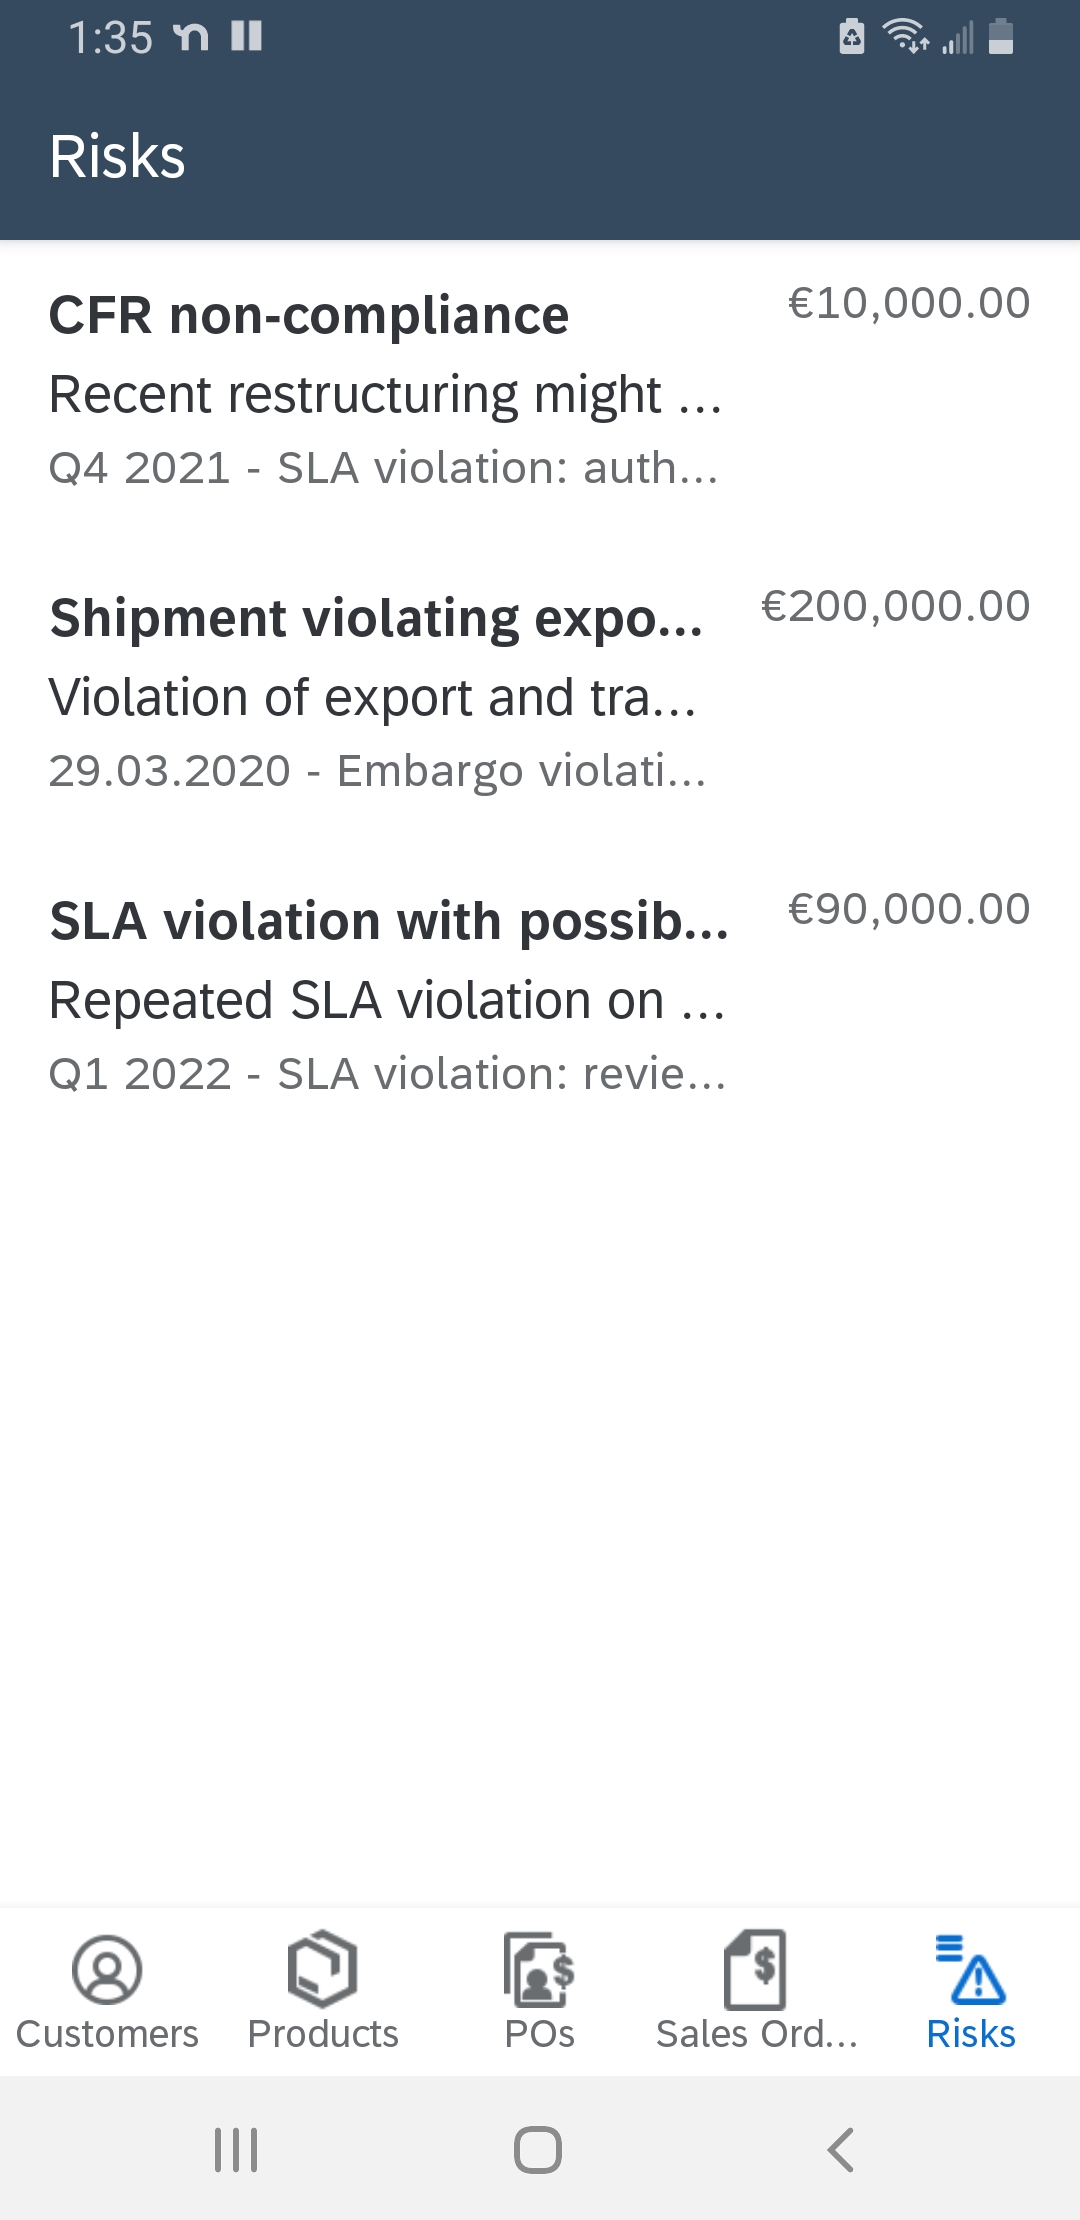 1:35
Risks
CFR non-compliance
€10,000.00
Recent restructuring might ...
Q4 2021 - SLA violation: auth...
Shipment violating expo...
€200,000.00
Violation of export and tra...
29.03.2020 - Embargo violati...
SLA violation with possib...
€90,000.00
Repeated SLA violation on ...
Q1 2022 - SLA violation: revie...
Customers
Products
POs
Sales Ord...
Risks